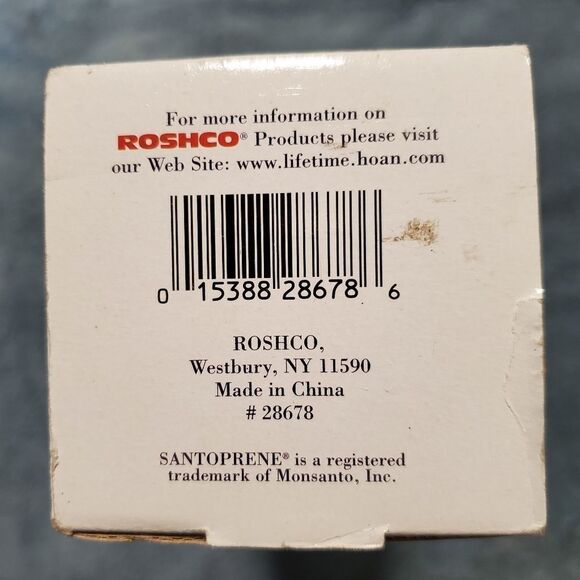 For more information on
ROSHCO® Products please visit
our Web Site: www.lifetime.hoan.com
0 15388 28678 6
ROSHCO,
Westbury, NY 11590
Made in China
# 28678
SANTOPRENE® is a registered
trademark of Monsanto, Inc.